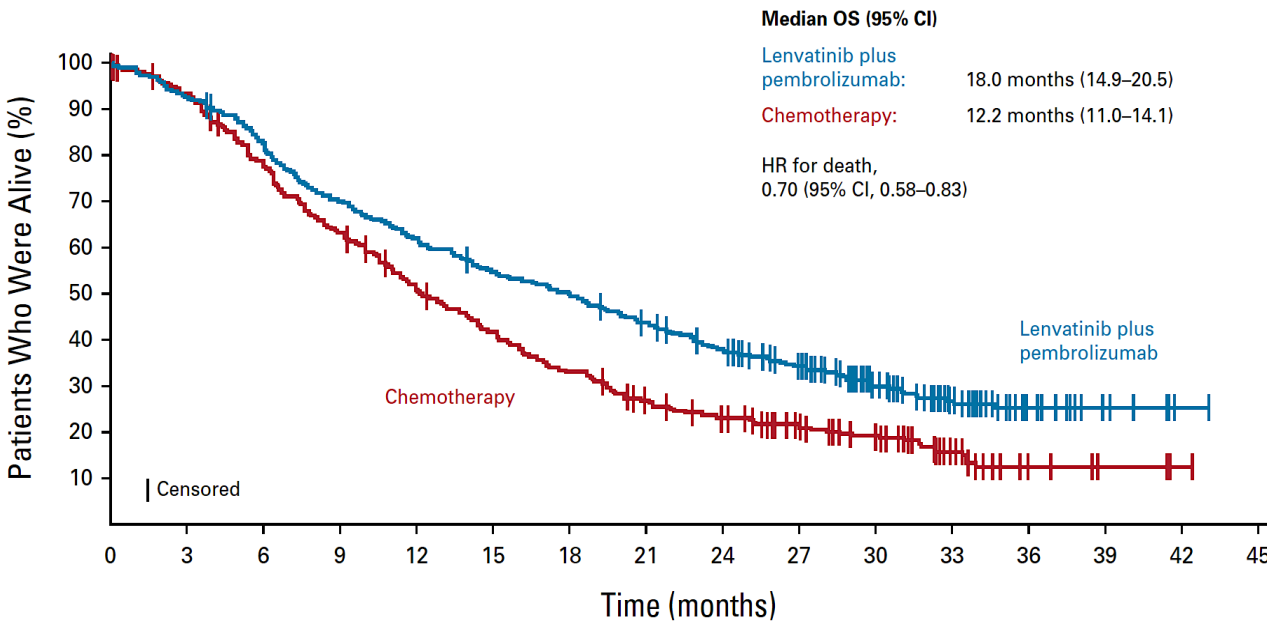 Median OS (95% CI)
Lenvatinib plus
pembrolizumab: 18.0 months (14.9–20.5)
Chemotherapy: 12.2 months (11.0–14.1)
HR for death,
0.70 (95% CI, 0.58–0.83)
Patients Who Were Alive (%)
100
90
80
70
60
50
40
30
20
10
Lenvatinib plus
pembrolizumab
Chemotherapy
Censored
0 3 6 9 12 15 18 21 24 27 30 33 36 39 42 45
Time (months)